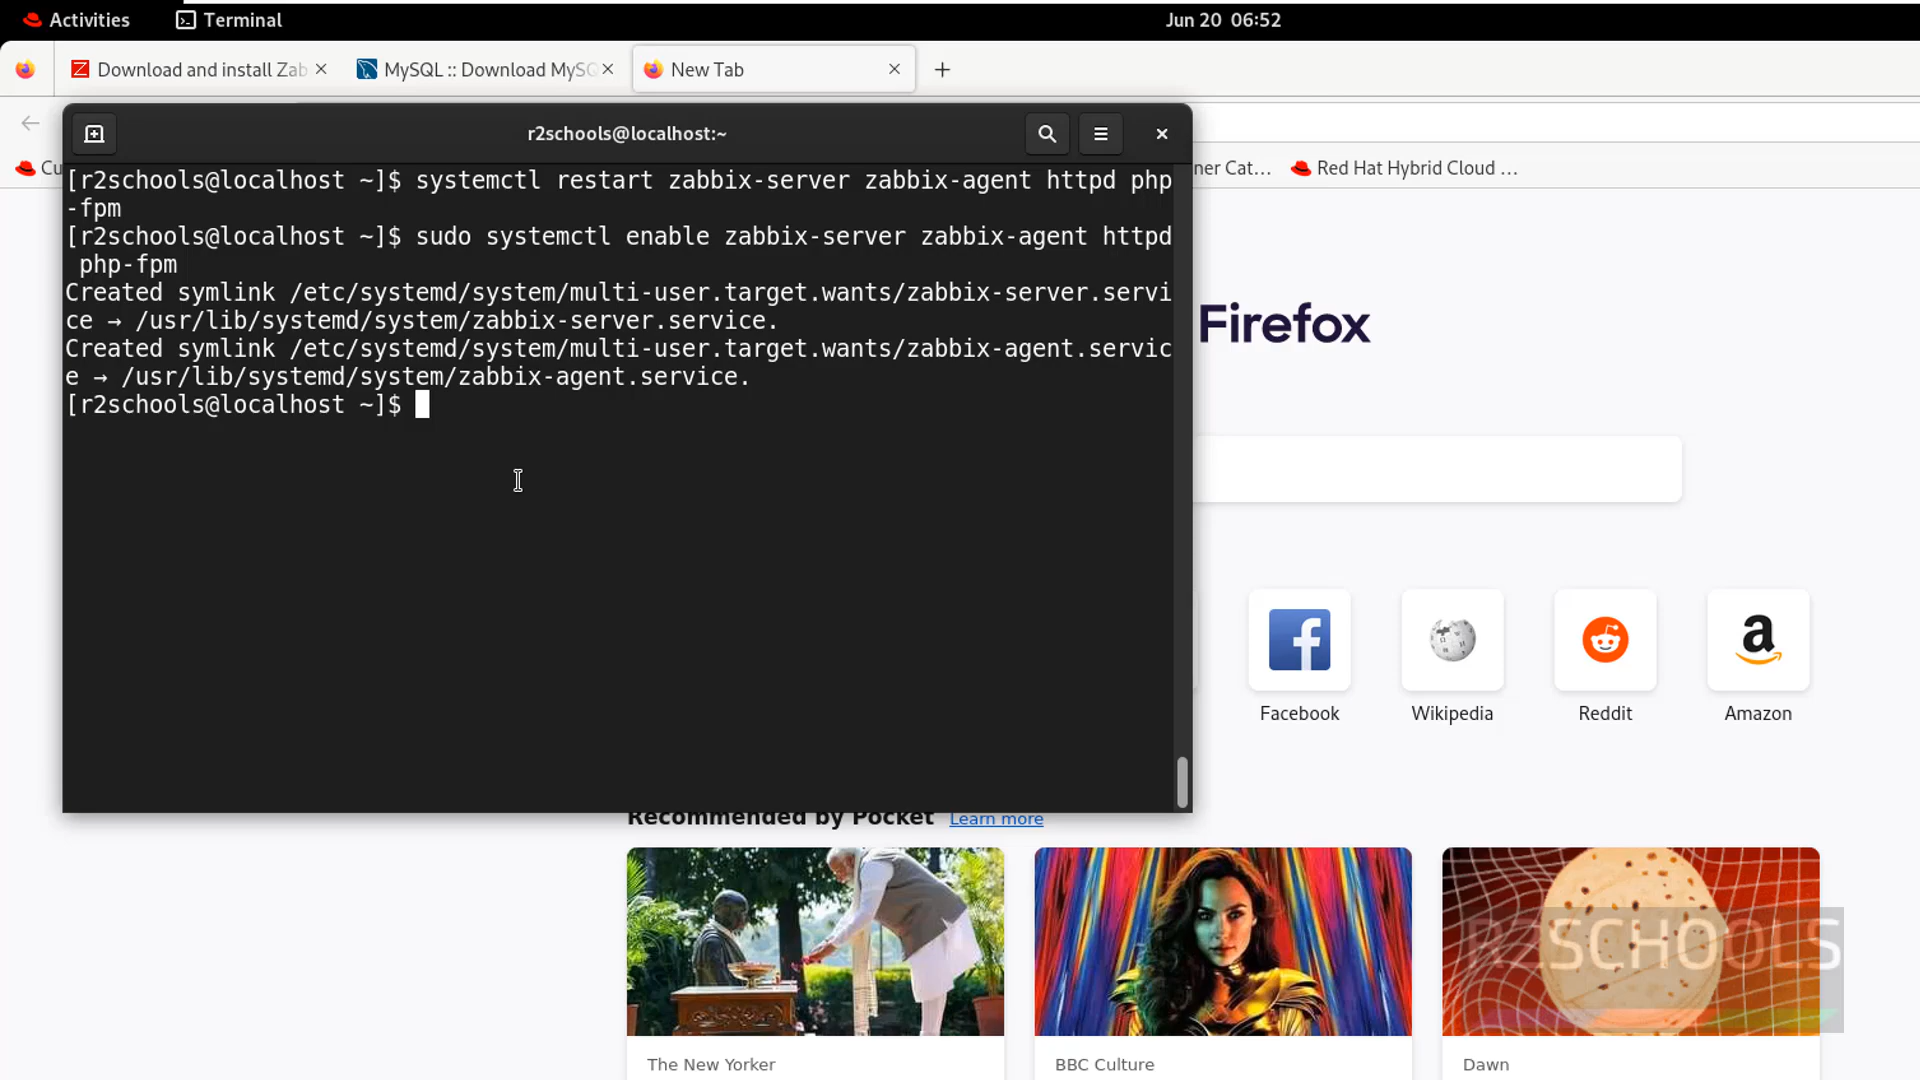 Activities
Terminal
Jun 20 06:52
Download and install Zab
MySQL :: Download MySQ
New Tab
r2schools@localhost:~
Cu
ner Cat…
Red Hat Hybrid Cloud …
[r2schools@localhost ~]$ systemctl restart zabbix-server zabbix-agent httpd php
-fpm
[r2schools@localhost ~]$ sudo systemctl enable zabbix-server zabbix-agent httpd
 php-fpm
Created symlink /etc/systemd/system/multi-user.target.wants/zabbix-server.servi
ce → /usr/lib/systemd/system/zabbix-server.service.
Created symlink /etc/systemd/system/multi-user.target.wants/zabbix-agent.servic
e → /usr/lib/systemd/system/zabbix-agent.service.
[r2schools@localhost ~]$
Firefox
Facebook
Wikipedia
Reddit
Amazon
Recommended by Pocket Learn more
R2SCHOOLS
The New Yorker
BBC Culture
Dawn